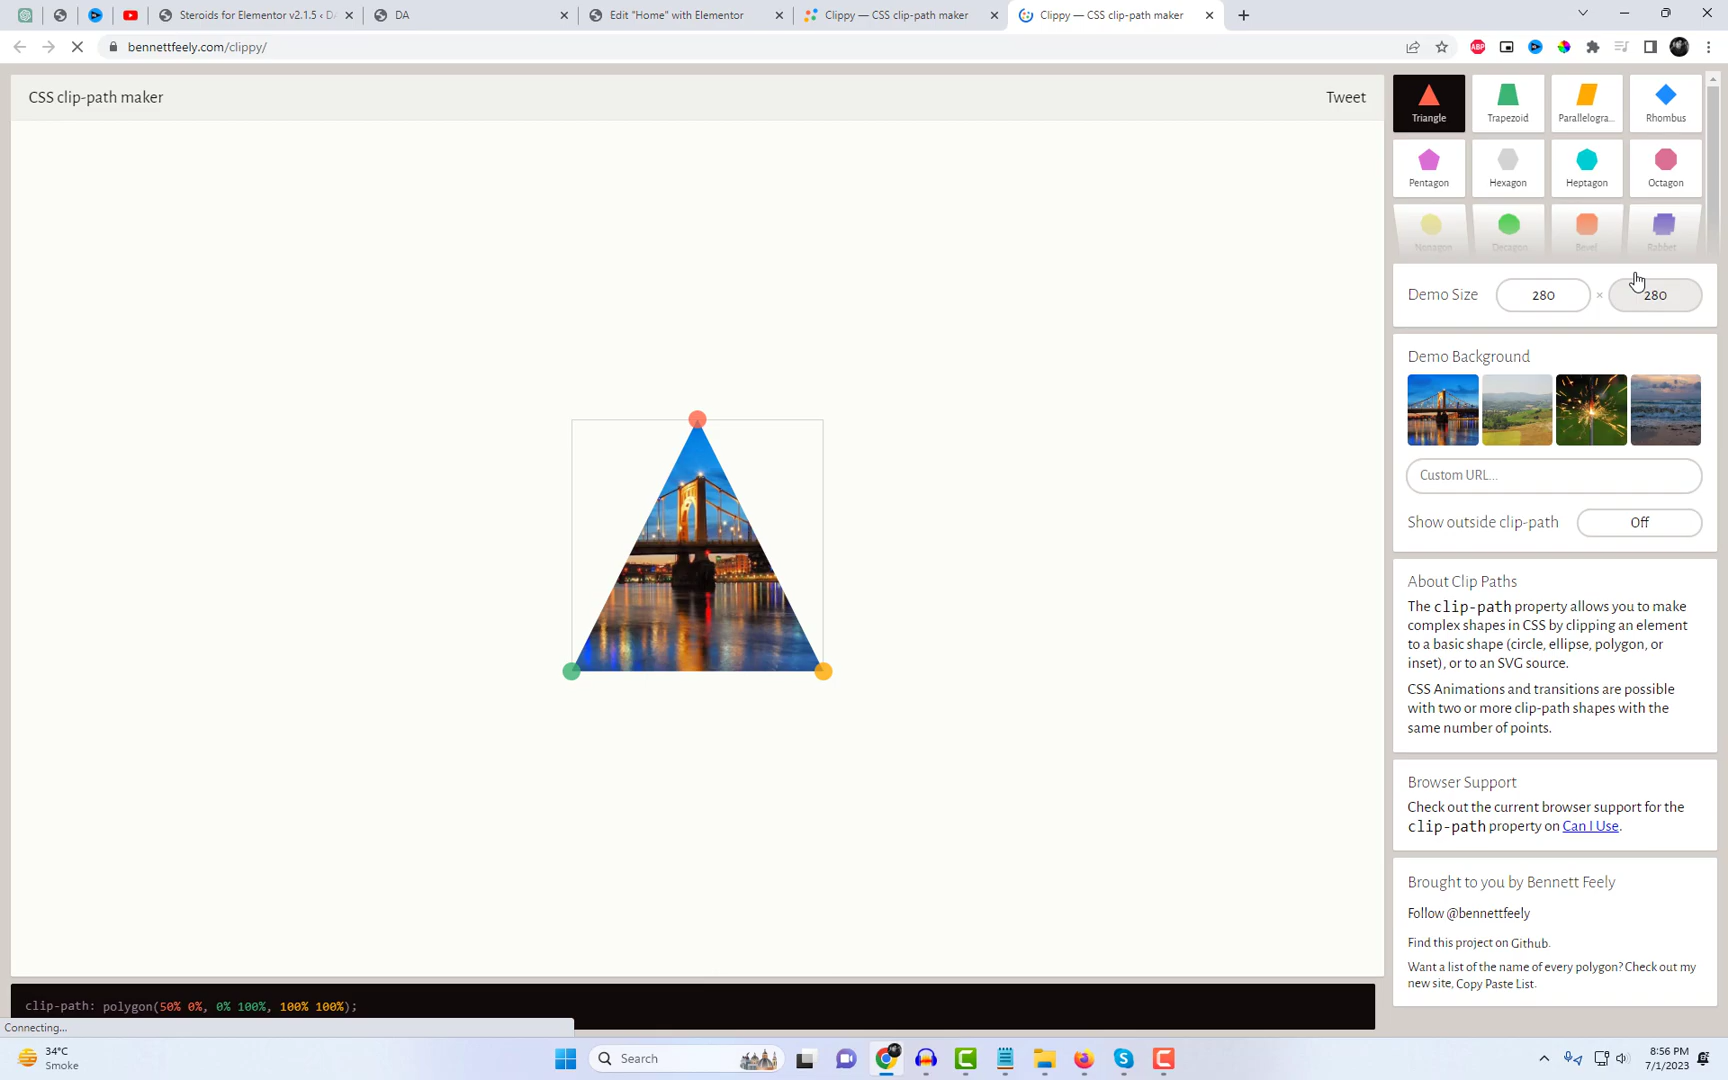 Steroids for Elementor v2.1.5 ‹ DA
DA
Edit "Home" with Elementor
Clippy — CSS clip-path maker
Clippy — CSS clip-path maker
bennettfeely.com/clippy/
ABP
CSS clip-path maker
Tweet
Triangle
Trapezoid
Parallelogra...
Rhombus
Pentagon
Hexagon
Heptagon
Octagon
Nonagon
Decagon
Bevel
Rabbet
Demo Size
280
×
280
Demo Background
Custom URL...
Show outside clip-path
Off
About Clip Paths
The clip-path property allows you to make
complex shapes in CSS by clipping an element
to a basic shape (circle, ellipse, polygon, or
inset), or to an SVG source.
CSS Animations and transitions are possible
with two or more clip-path shapes with the
same number of points.
Browser Support
Check out the current browser support for the
clip-path property on Can I Use.
Brought to you by Bennett Feely
Follow @bennettfeely
Find this project on Github.
Want a list of the name of every polygon? Check out my
new site, Copy Paste List.
clip-path: polygon(50% 0%, 0% 100%, 100% 100%);
Connecting...
34°C
Smoke
Search
8:56 PM
7/1/2023